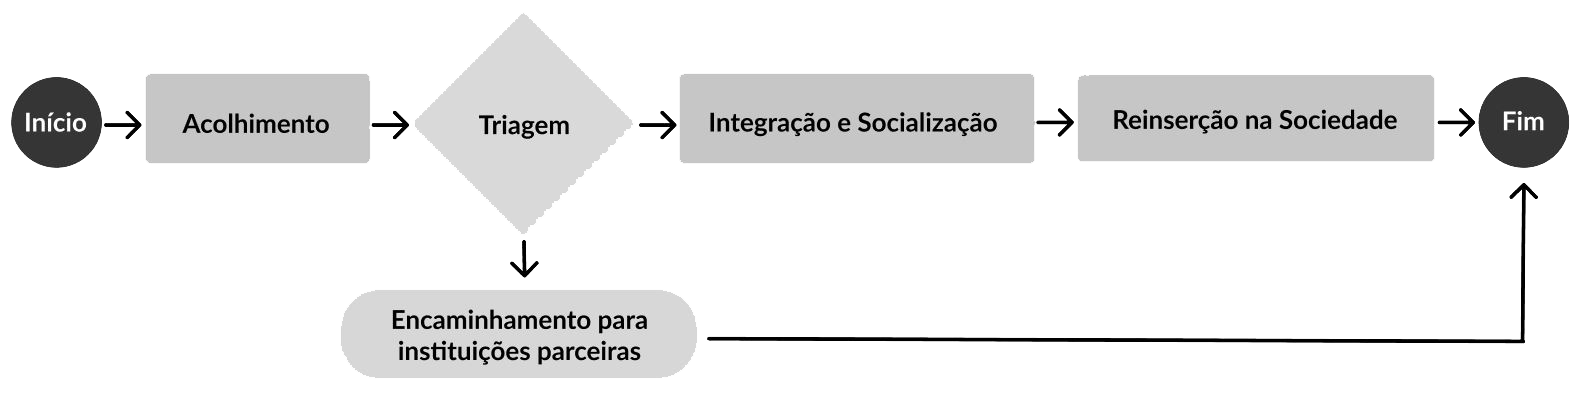 Início
Acolhimento
Triagem
Integração e Socialização
Reinserção na Sociedade
Fim
Encaminhamento para
instituições parceiras